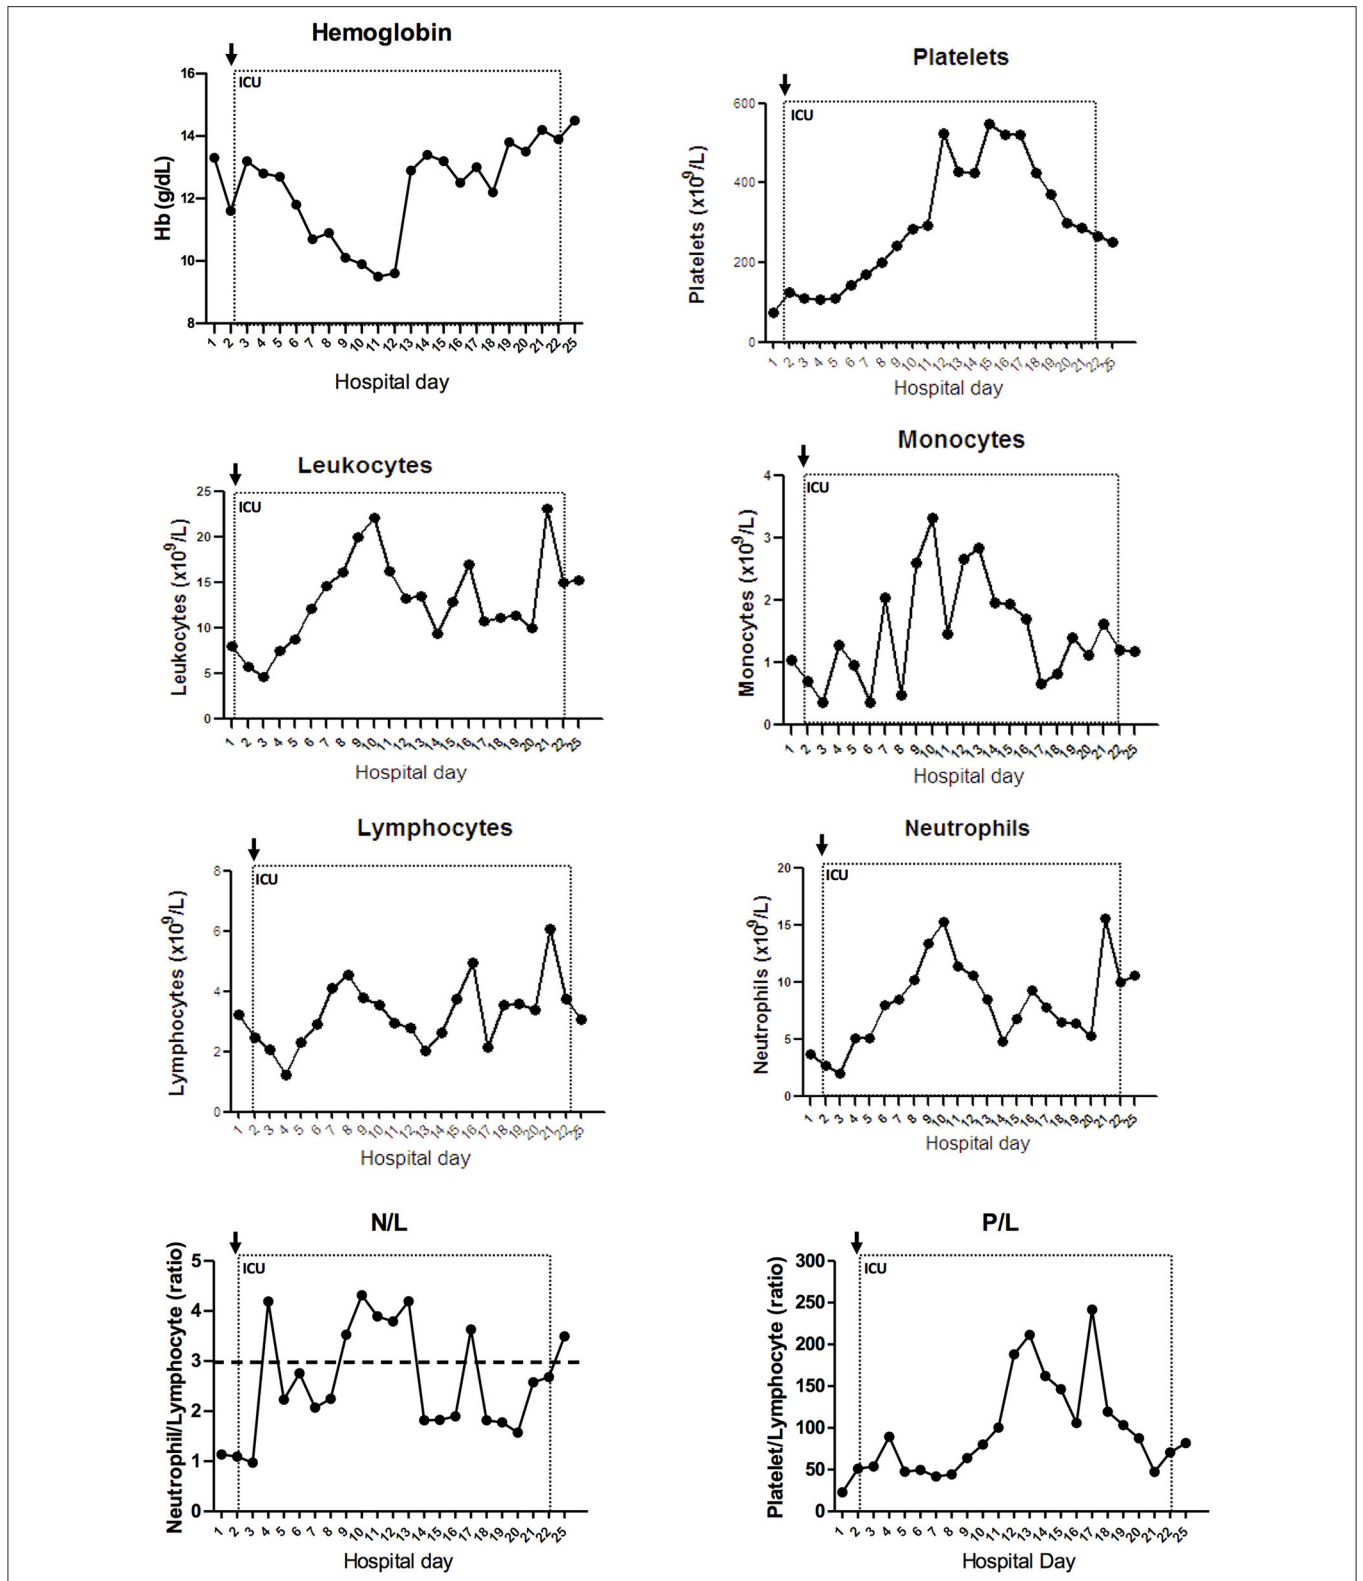 Hemoglobin
ICU
Hb (g/dL)
16
14
12
10
8
1 2 3 4 5 6 7 8 9 10 11 12 13 14 15 16 17 18 19 20 21 22 25
Hospital day
Platelets
ICU
Platelets (x10⁹/L)
600
400
200
0
1 2 3 4 5 6 7 8 9 10 11 12 13 14 15 16 17 18 19 20 21 22 25
Hospital day
Leukocytes
ICU
Leukocytes (x10⁹/L)
25
20
15
10
5
0
1 2 3 4 5 6 7 8 9 10 11 12 13 14 15 16 17 18 19 20 21 22 25
Hospital day
Monocytes
ICU
Monocytes (x10⁹/L)
4
3
2
1
0
1 2 3 4 5 6 7 8 9 10 11 12 13 14 15 16 17 18 19 20 21 22 25
Hospital day
Lymphocytes
ICU
Lymphocytes (x10⁹/L)
8
6
4
2
0
1 2 3 4 5 6 7 8 9 10 11 12 13 14 15 16 17 18 19 20 21 22 25
Hospital day
Neutrophils
ICU
Neutrophils (x10⁹/L)
20
15
10
5
0
1 2 3 4 5 6 7 8 9 10 11 12 13 14 15 16 17 18 19 20 21 22 25
Hospital day
N/L
ICU
Neutrophil/Lymphocyte (ratio)
5
4
3
2
1
0
1 2 3 4 5 6 7 8 9 10 11 12 13 14 15 16 17 18 19 20 21 22 25
Hospital day
P/L
ICU
Platelet/Lymphocyte (ratio)
300
250
200
150
100
50
0
1 2 3 4 5 6 7 8 9 10 11 12 13 14 15 16 17 18 19 20 21 22 25
Hospital Day